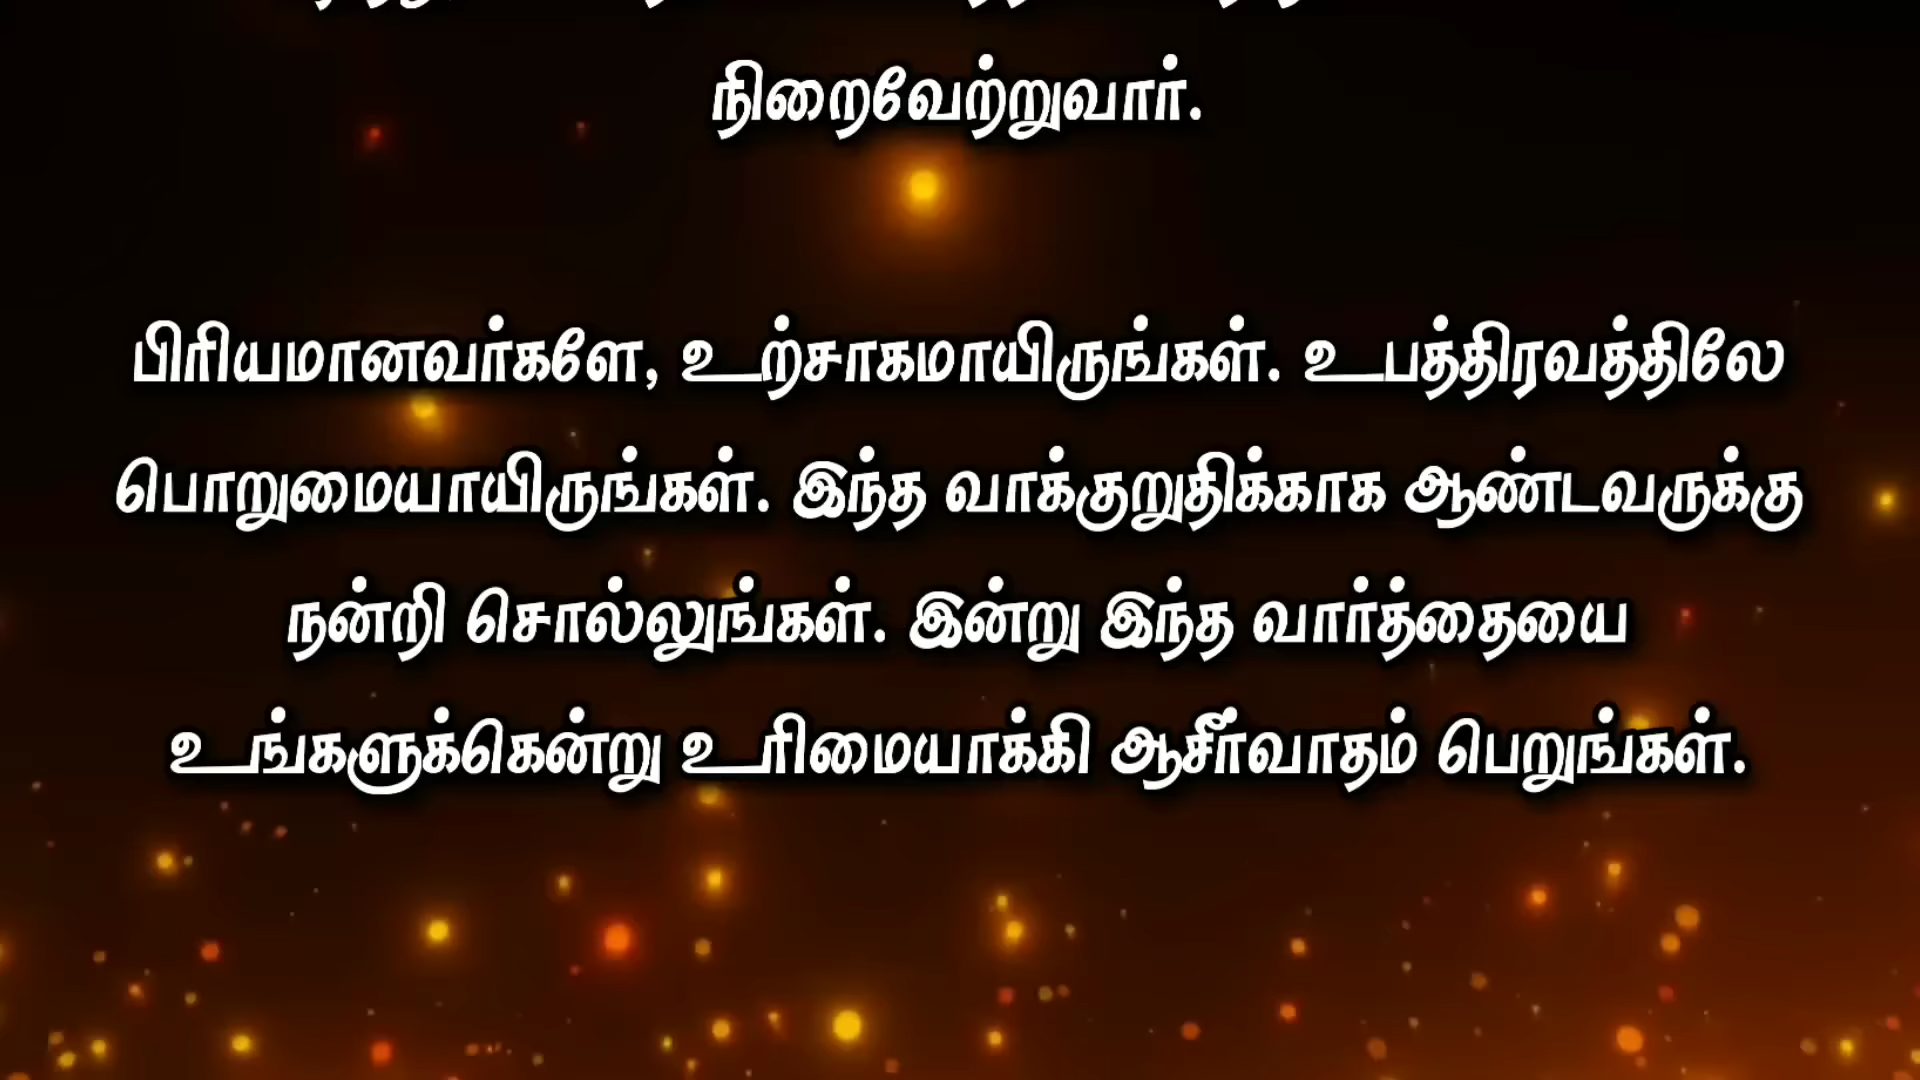 நிறைவேற்றுவார்.
பிரியமானவர்களே, உற்சாகமாயிருங்கள். உபத்திரவத்திலே
பொறுமையாயிருங்கள். இந்த வாக்குறுதிக்காக ஆண்டவருக்கு
நன்றி சொல்லுங்கள். இன்று இந்த வார்த்தையை
உங்களுக்கென்று உரிமையாக்கி ஆசீர்வாதம் பெறுங்கள்.